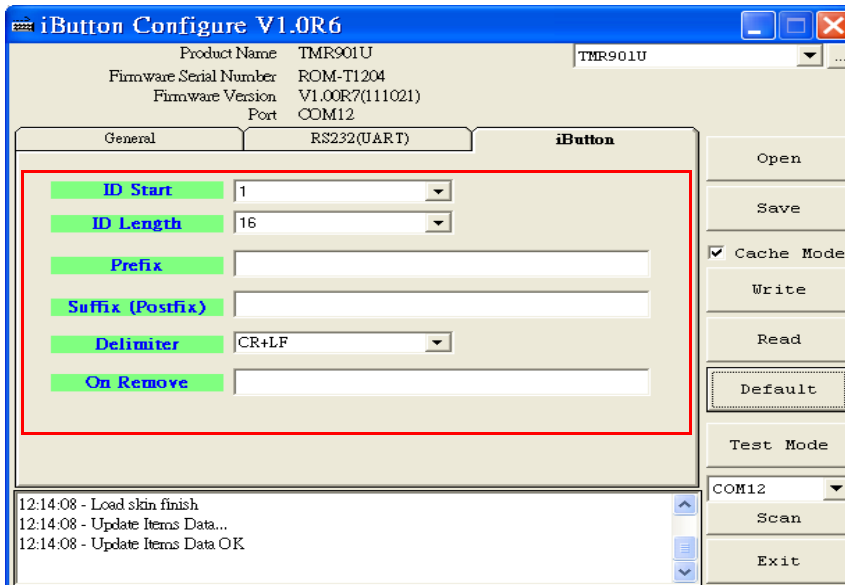 iButton Configure V1.0R6
Product Name TMR901U
TMR901U
...
Firmware Serial Number ROM-T1204
Firmware Version V1.00R7(111021)
Port COM12
General RS232(UART) iButton
ID Start 1
ID Length 16
Prefix
Suffix (Postfix)
Delimiter CR+LF
On Remove
Open
Save
Cache Mode
Write
Read
Default
Test Mode
COM12
Scan
Exit
12:14:08 - Load skin finish
12:14:08 - Update Items Data...
12:14:08 - Update Items Data OK